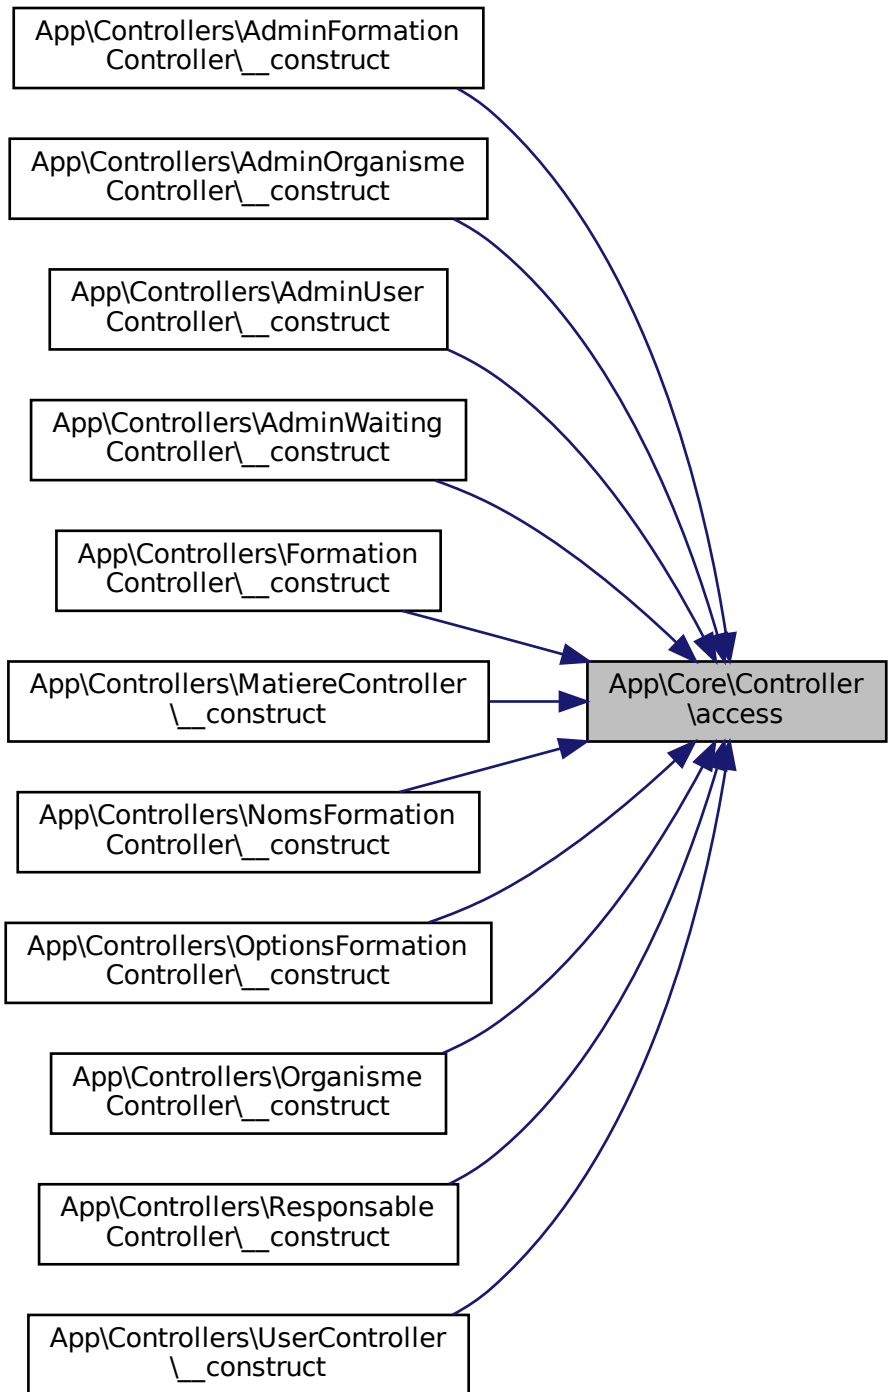 App\Controllers\AdminFormation
Controller\__construct
App\Controllers\AdminOrganisme
Controller\__construct
App\Controllers\AdminUser
Controller\__construct
App\Controllers\AdminWaiting
Controller\__construct
App\Controllers\Formation
Controller\__construct
App\Controllers\MatiereController
\__construct
App\Core\Controller
\access
App\Controllers\NomsFormation
Controller\__construct
App\Controllers\OptionsFormation
Controller\__construct
App\Controllers\Organisme
Controller\__construct
App\Controllers\Responsable
Controller\__construct
App\Controllers\UserController
\__construct